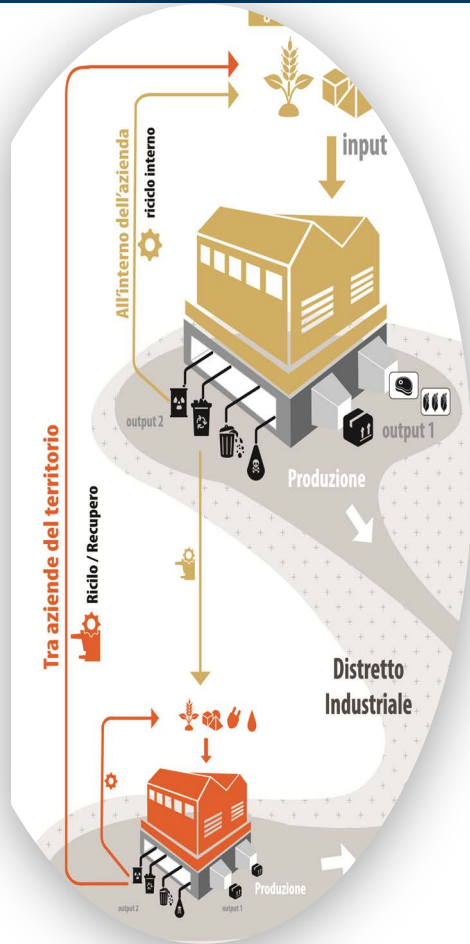 input
All'interno dell'azienda
riciclo interno
output 2
output 1
Produzione
Tra aziende del territorio
Ricilo / Recupero
Distretto
Industriale
Produzione
output 2
output 1